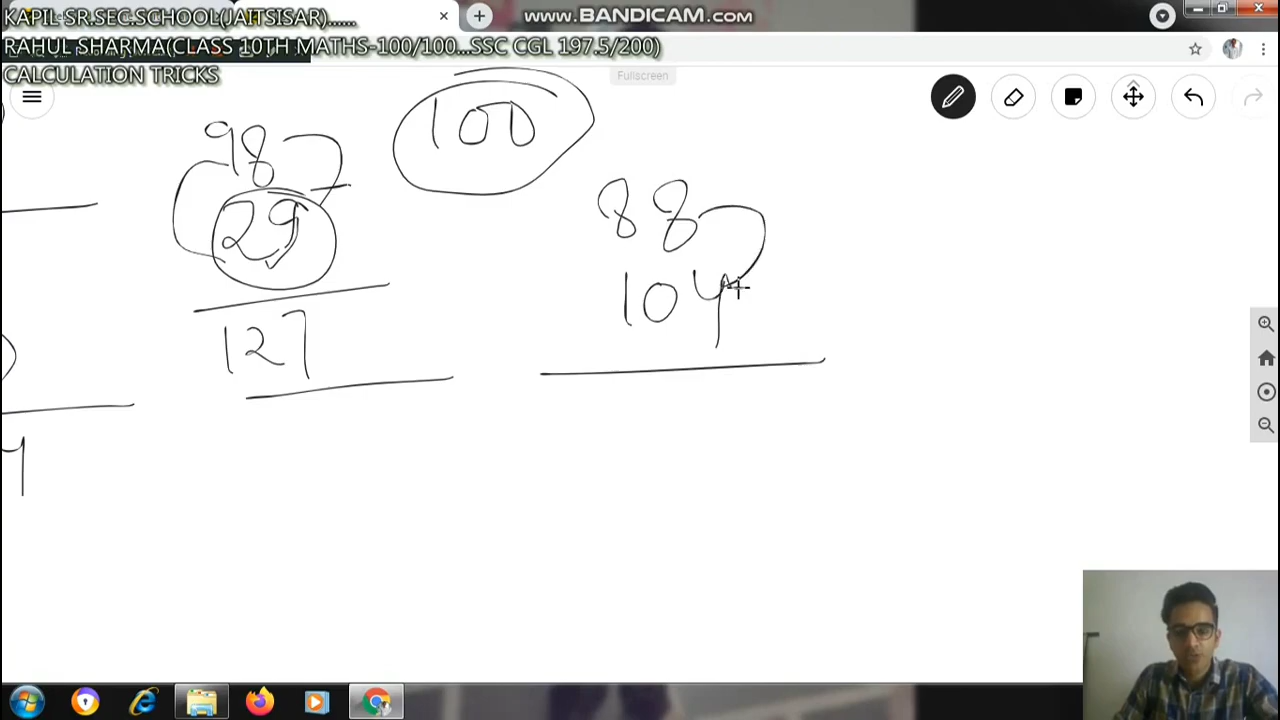 www.BANDICAM.com
KAPIL-SR.SEC.SCHOOL(JAITSISAR)......
RAHUL SHARMA(CLASS 10TH MATHS-100/100...SSC CGL 197.5/200)
CALCULATION TRICKS
Fullscreen
98
100
29
88
104
127
4